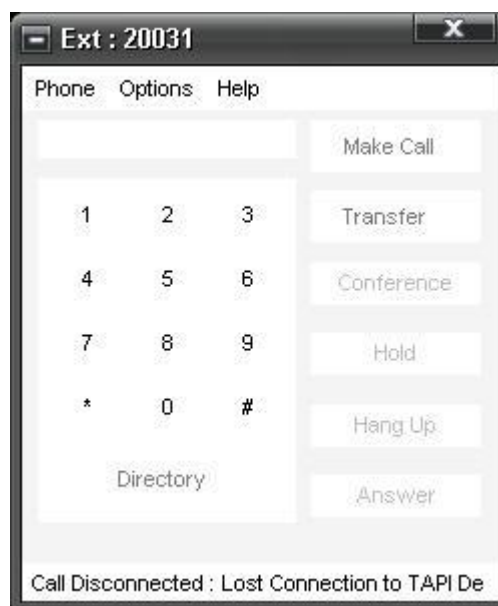 Ext : 20031
X
Phone Options Help
Make Call
1 2 3
Transfer
4 5 6
Conference
7 8 9
Hold
* 0 #
Hang Up
Directory
Answer
Call Disconnected : Lost Connection to TAPI De